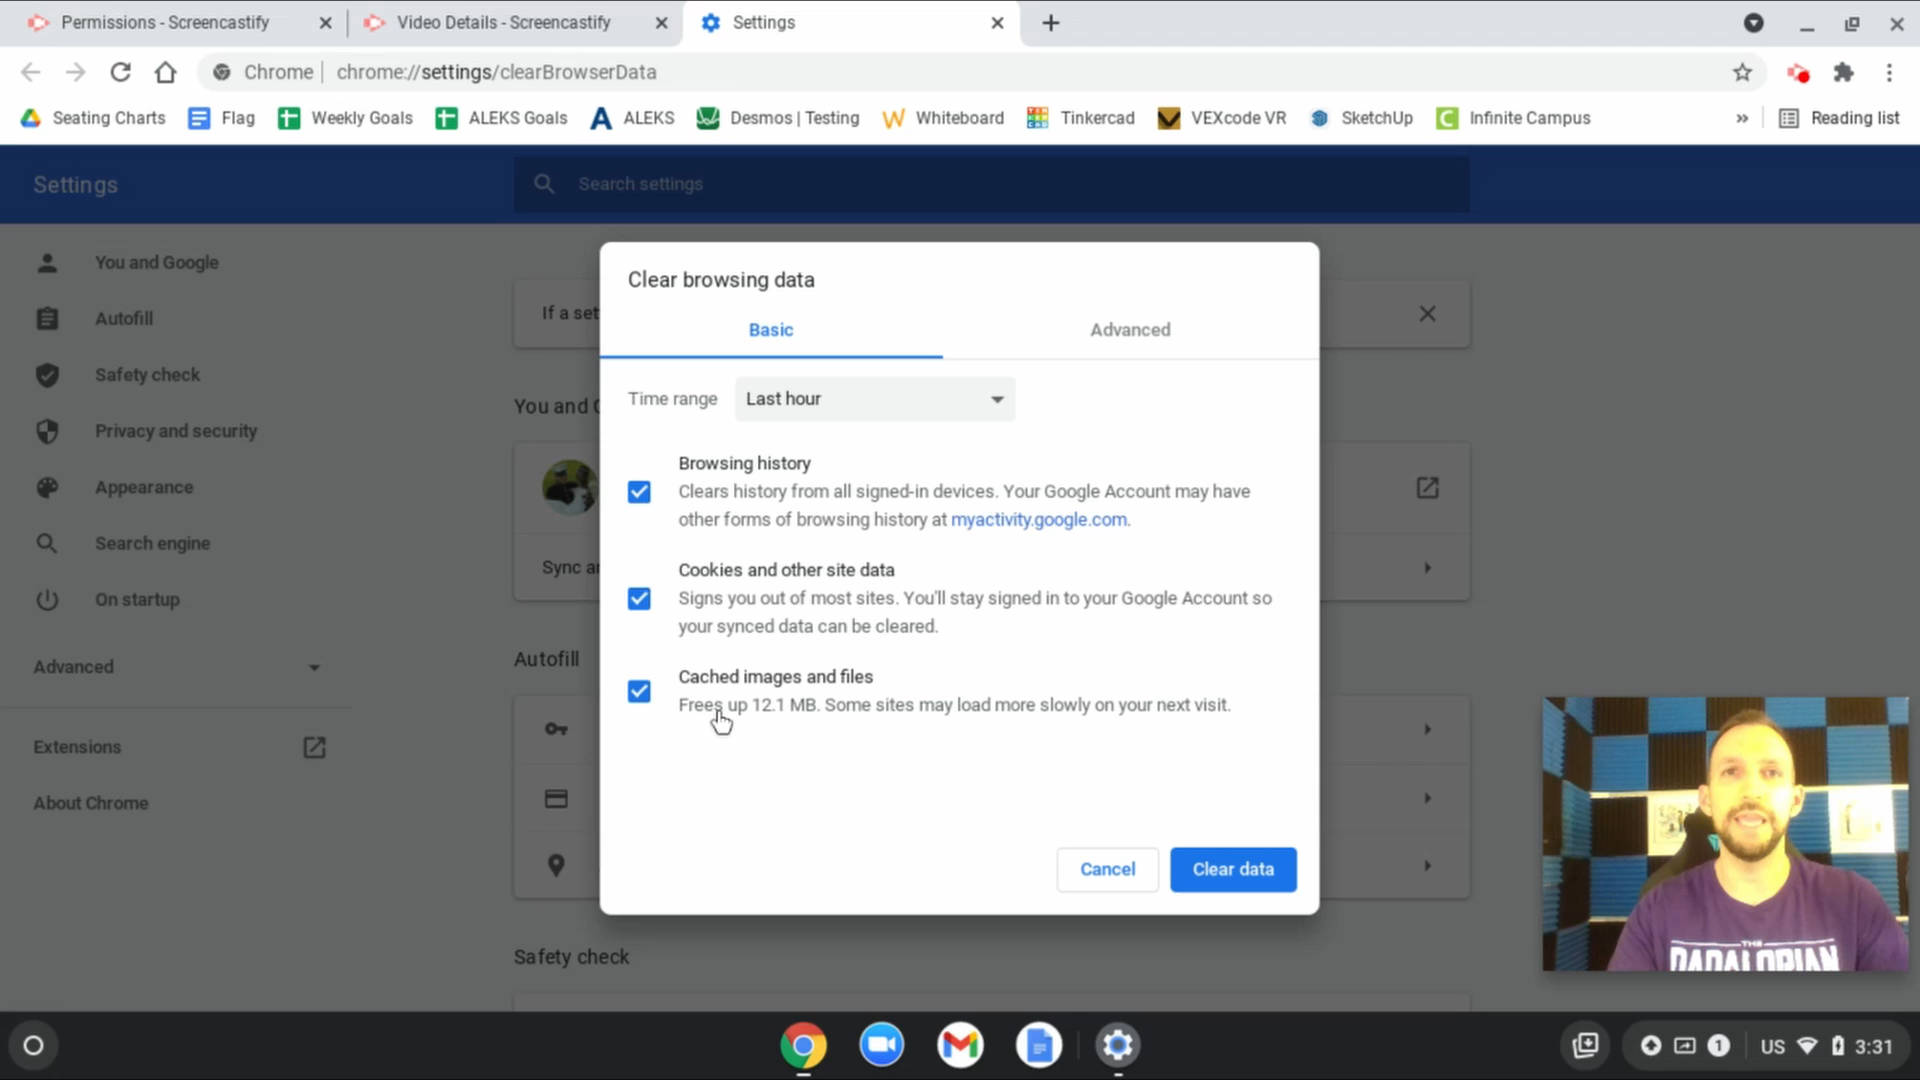 Permissions - Screencastify
Video Details - Screencastify
Settings
Chrome
chrome://settings/clearBrowserData
Seating Charts
Flag
Weekly Goals
ALEKS Goals
ALEKS
Desmos | Testing
Whiteboard
Tinkercad
VEXcode VR
SketchUp
Infinite Campus
Reading list
Settings
Search settings
You and Google
Autofill
Safety check
Privacy and security
Appearance
Search engine
On startup
Advanced
Extensions
About Chrome
If a set
You and G
Sync an
Autofill
Safety check
Clear browsing data
Basic
Advanced
Time range
Last hour
Browsing history
Clears history from all signed-in devices. Your Google Account may have
other forms of browsing history at myactivity.google.com.
Cookies and other site data
Signs you out of most sites. You'll stay signed in to your Google Account so
your synced data can be cleared.
Cached images and files
Frees up 12.1 MB. Some sites may load more slowly on your next visit.
Cancel
Clear data
THE
DADALORIAN
1
US
3:31